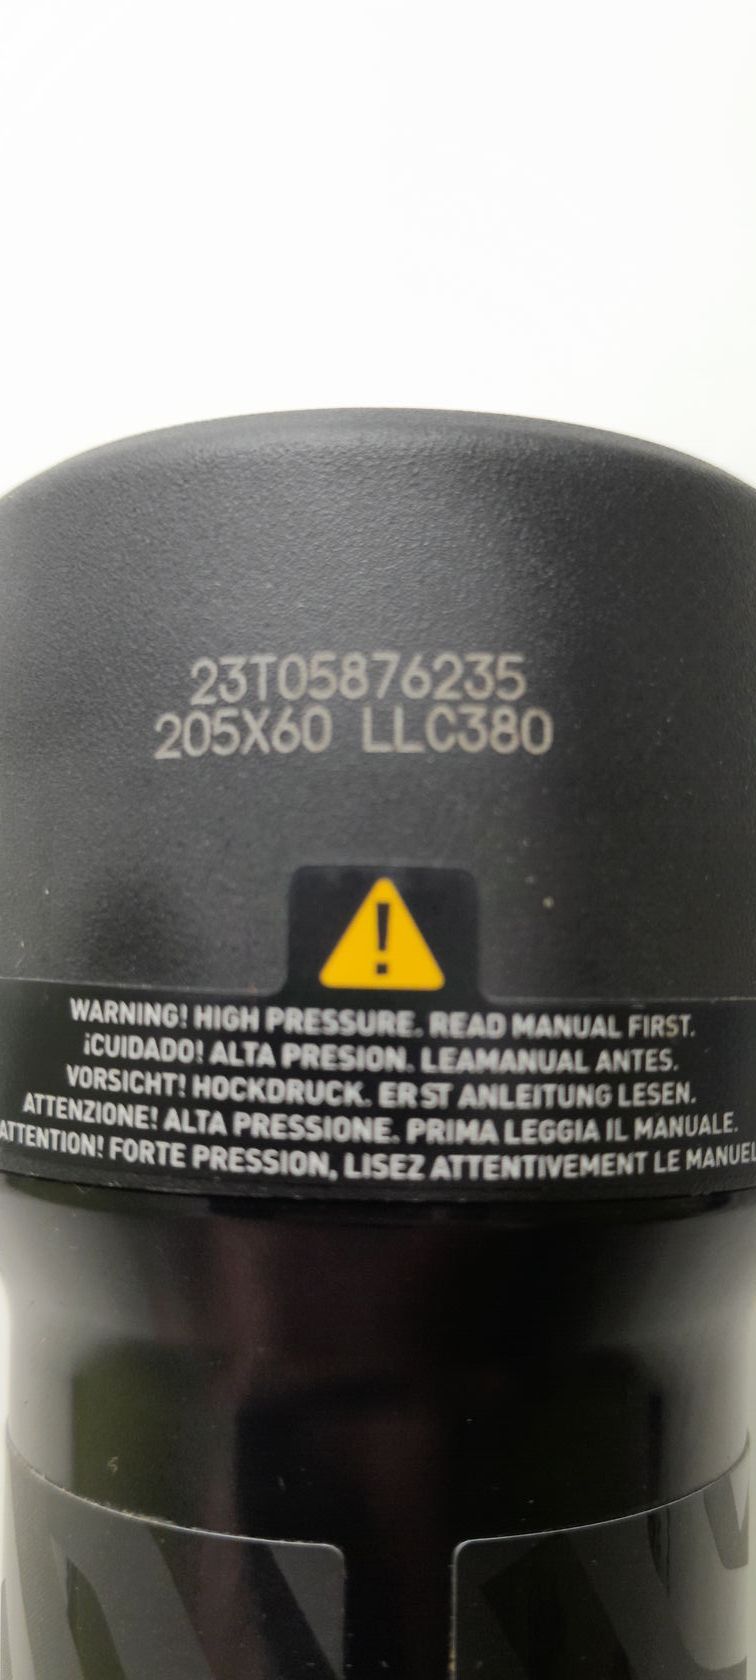 23T05876235
205X60 LLC380
WARNING! HIGH PRESSURE. READ MANUAL FIRST.
¡CUIDADO! ALTA PRESION. LEAMANUAL ANTES.
VORSICHT! HOCKDRUCK. ERST ANLEITUNG LESEN.
ATTENZIONE! ALTA PRESSIONE. PRIMA LEGGIA IL MANUALE.
ATTENTION! FORTE PRESSION, LISEZ ATTENTIVEMENT LE MANUEL